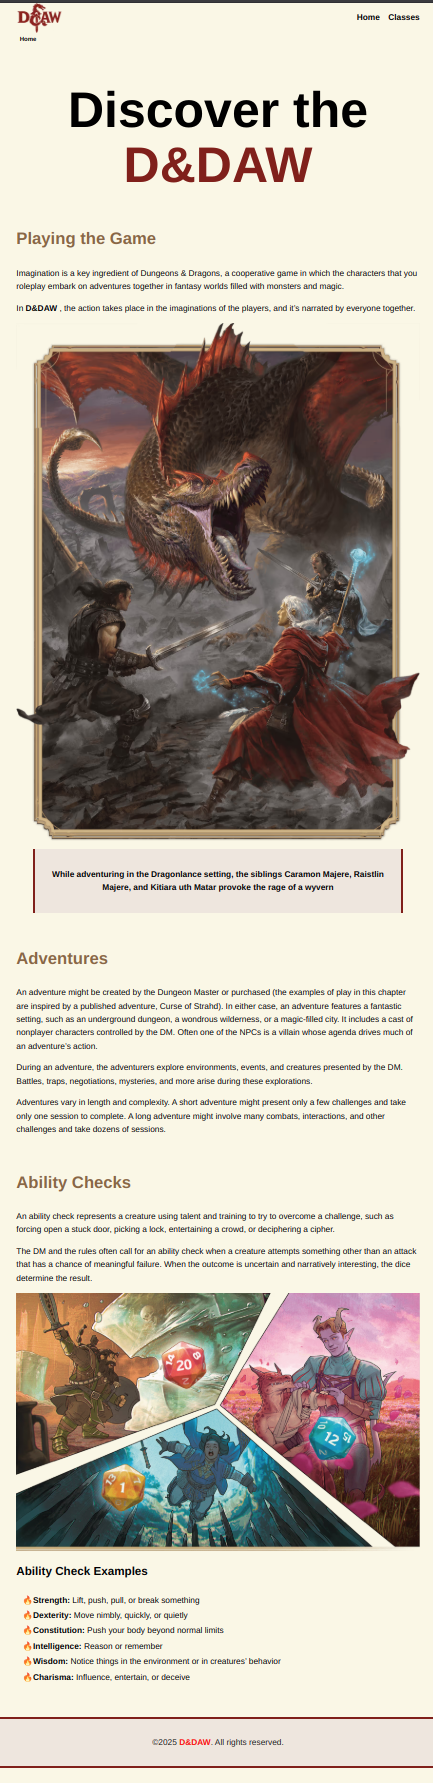 D&AW
Home Classes
Home
Discover the
D&DAW
Playing the Game
Imagination is a key ingredient of Dungeons & Dragons, a cooperative game in which the characters that you
roleplay embark on adventures together in fantasy worlds filled with monsters and magic.
In D&DAW , the action takes place in the imaginations of the players, and it's narrated by everyone together.
While adventuring in the Dragonlance setting, the siblings Caramon Majere, Raistlin
Majere, and Kitiara uth Matar provoke the rage of a wyvern
Adventures
An adventure might be created by the Dungeon Master or purchased (the examples of play in this chapter
are inspired by a published adventure, Curse of Strahd). In either case, an adventure features a fantastic
setting, such as an underground dungeon, a wondrous wilderness, or a magic-filled city. It includes a cast of
nonplayer characters controlled by the DM. Often one of the NPCs is a villain whose agenda drives much of
an adventure's action.
During an adventure, the adventurers explore environments, events, and creatures presented by the DM.
Battles, traps, negotiations, mysteries, and more arise during these explorations.
Adventures vary in length and complexity. A short adventure might present only a few challenges and take
only one session to complete. A long adventure might involve many combats, interactions, and other
challenges and take dozens of sessions.
Ability Checks
An ability check represents a creature using talent and training to try to overcome a challenge, such as
forcing open a stuck door, picking a lock, entertaining a crowd, or deciphering a cipher.
The DM and the rules often call for an ability check when a creature attempts something other than an attack
that has a chance of meaningful failure. When the outcome is uncertain and narratively interesting, the dice
determine the result.
20
12
1
Ability Check Examples
🔥Strength: Lift, push, pull, or break something
🔥Dexterity: Move nimbly, quickly, or quietly
🔥Constitution: Push your body beyond normal limits
🔥Intelligence: Reason or remember
🔥Wisdom: Notice things in the environment or in creatures' behavior
🔥Charisma: Influence, entertain, or deceive
©2025 D&DAW. All rights reserved.